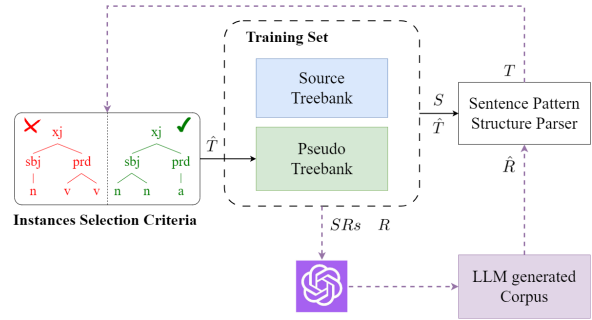 Training Set
T
Source
Treebank
S
T̂
Sentence Pattern
Structure Parser
xj
xj
sbj
prd
sbj
prd
n
v
v
n
n
a
T̂
Pseudo
Treebank
R̂
Instances Selection Criteria
SRs R
LLM generated
Corpus